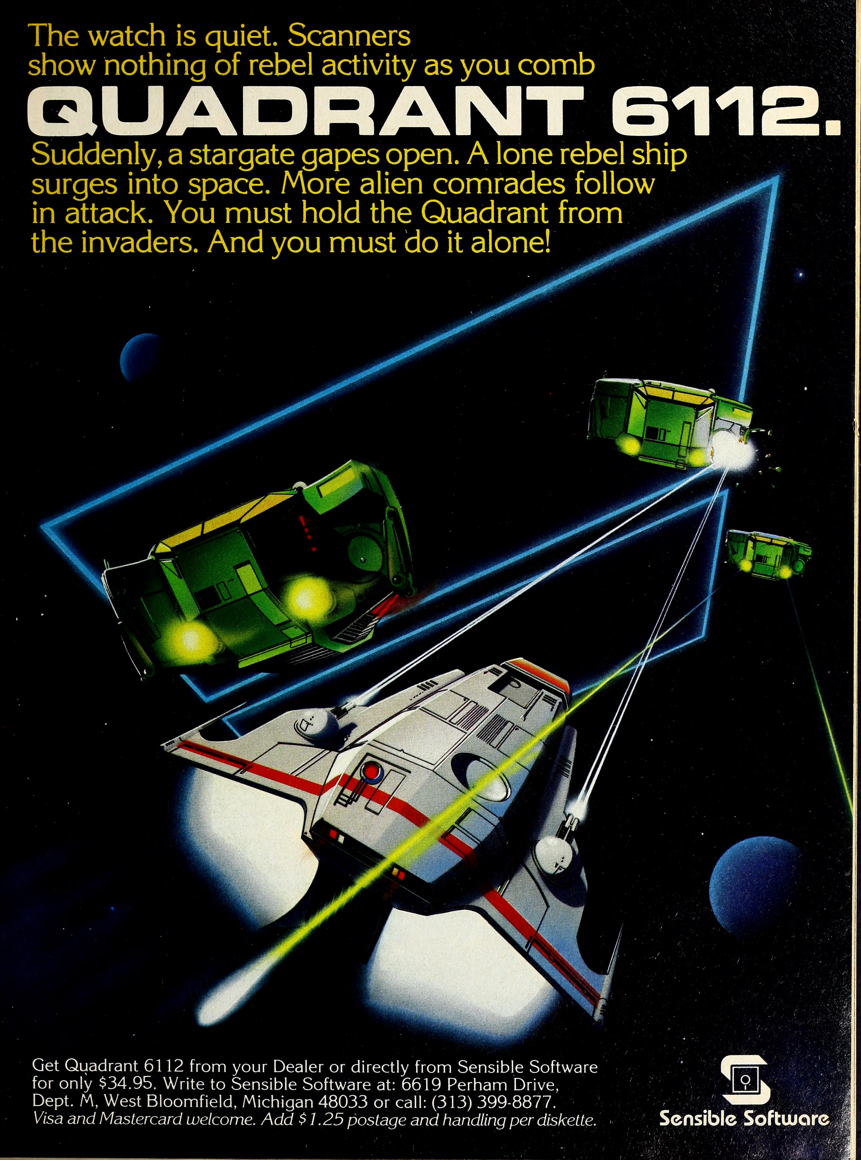 The watch is quiet. Scanners
show nothing of rebel activity as you comb
QUADRANT 6112.
Suddenly, a stargate gapes open. A lone rebel ship
surges into space. More alien comrades follow
in attack. You must hold the Quadrant from
the invaders. And you must do it alone!
Get Quadrant 6112 from your Dealer or directly from Sensible Software
for only $34.95. Write to Sensible Software at: 6619 Perham Drive,
Dept. M, West Bloomfield, Michigan 48033 or call: (313) 399-8877.
Visa and Mastercard welcome. Add $1.25 postage and handling per diskette.
Sensible Software